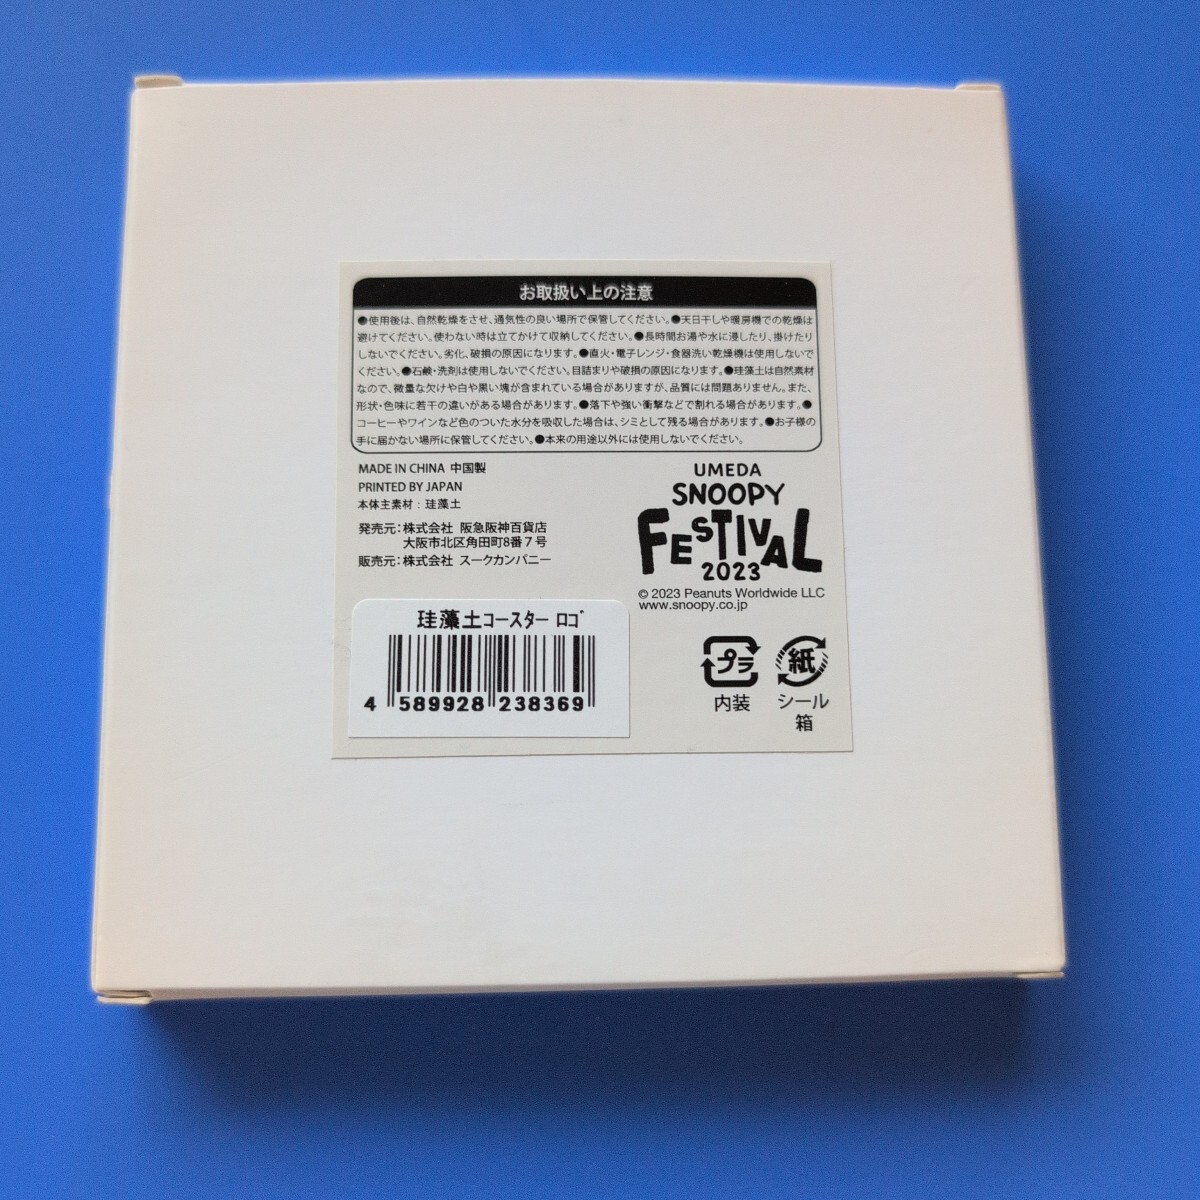 お取扱い上の注意
●使用後は、自然乾燥をさせ、通気性の良い場所で保管してください。●天日干しや暖房機での乾燥は
避けてください。使わない時は立てかけて収納してください。●長時間お湯や水に浸したり、掛けたり
しないでください。劣化、破損の原因になります。●直火・電子レンジ・食器洗い乾燥機は使用しないで
ください。●石鹸・洗剤は使用しないでください。目詰まりや破損の原因になります。●珪藻土は自然素材
なので、微量な欠けや白や黒い塊が含まれている場合がありますが、品質には問題ありません。また、
形状・色味に若干の違いがある場合があります。●落下や強い衝撃などで割れる場合があります。●
コーヒーやワインなど色のついた水分を吸収した場合は、シミとして残る場合があります。●お子様の
手に届かない場所に保管してください。●本来の用途以外には使用しないでください。
MADE IN CHINA 中国製
PRINTED BY JAPAN
本体主素材：珪藻土
発売元：株式会社 阪急阪神百貨店
大阪市北区角田町8番7号
販売元：株式会社 スークカンパニー
UMEDA
SNOOPY
FESTIVAL
2023
© 2023 Peanuts Worldwide LLC
www.snoopy.co.jp
珪藻土ｺｰｽﾀｰ ﾛｺﾞ
4 589928 238369
プラ
内装
紙
シール
箱